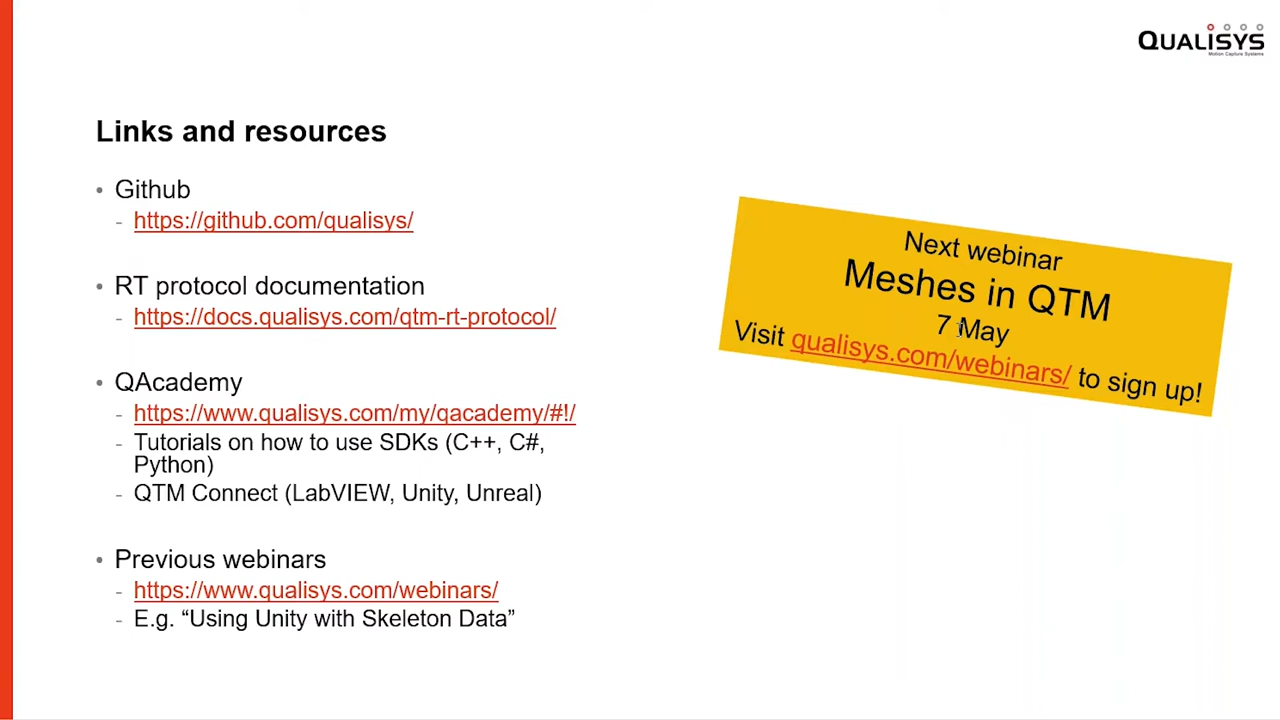 QUALISYS
Motion Capture Systems
Links and resources
• Github
- https://github.com/qualisys/
• RT protocol documentation
- https://docs.qualisys.com/qtm-rt-protocol/
• QAcademy
- https://www.qualisys.com/my/qacademy/#!/
- Tutorials on how to use SDKs (C++, C#,
Python)
- QTM Connect (LabVIEW, Unity, Unreal)
• Previous webinars
- https://www.qualisys.com/webinars/
- E.g. “Using Unity with Skeleton Data”
Next webinar
Meshes in QTM
7 May
Visit qualisys.com/webinars/ to sign up!